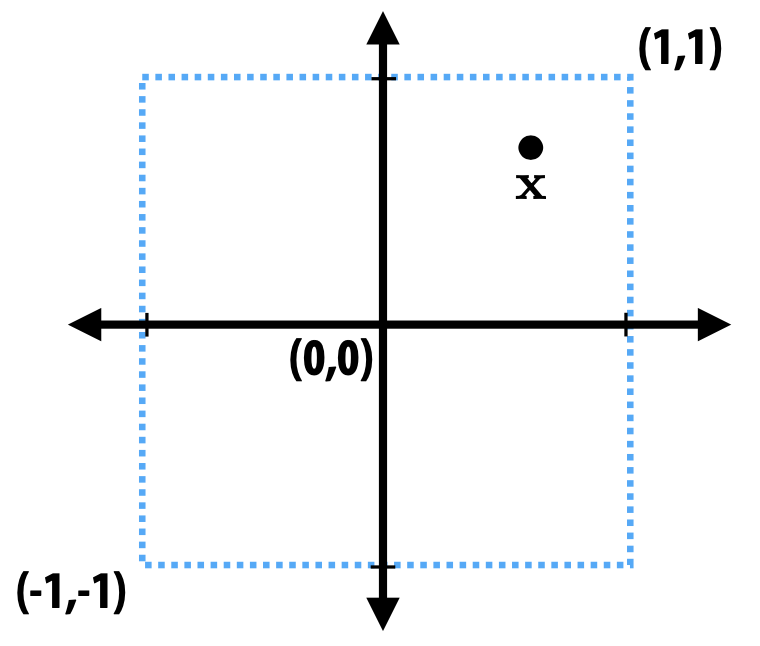 (1,1)
x
(0,0)
(-1,-1)